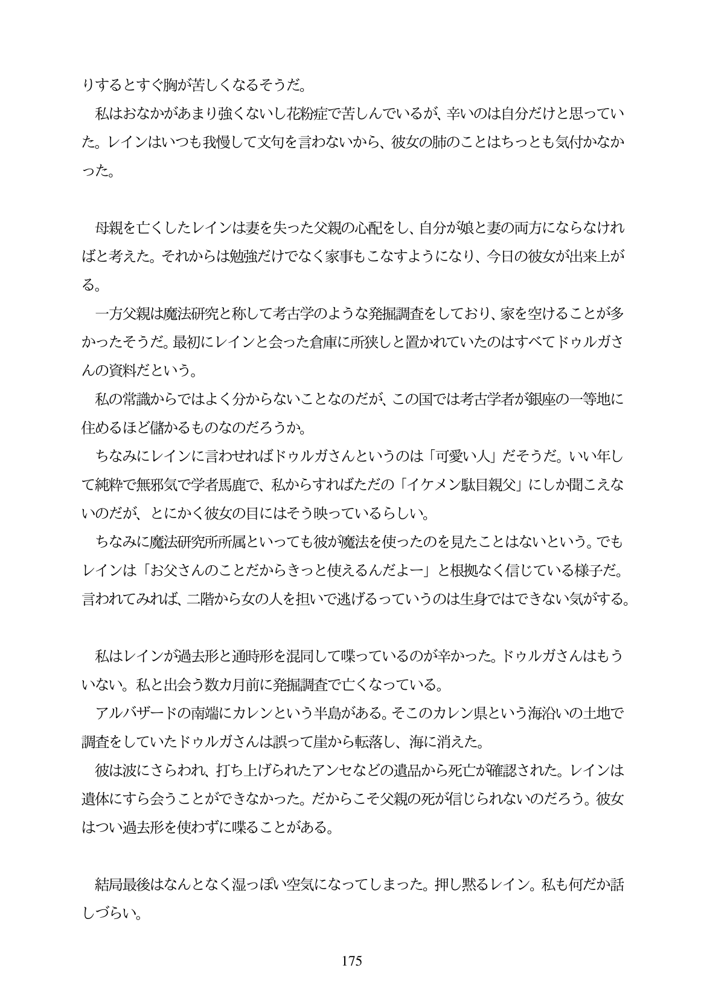 りするとすぐ胸が苦しくなるそうだ。
　私はおなかがあまり強くないし花粉症で苦しんでいるが、辛いのは自分だけと思ってい
た。レインはいつも我慢して文句を言わないから、彼女の肺のことはちっとも気付かなか
った。

　母親を亡くしたレインは妻を失った父親の心配をし、自分が娘と妻の両方にならなけれ
ばと考えた。それからは勉強だけでなく家事もこなすようになり、今日の彼女が出来上が
る。
　一方父親は魔法研究と称して考古学のような発掘調査をしており、家を空けることが多
かったそうだ。最初にレインと会った倉庫に所狭しと置かれていたのはすべてドゥルガさ
んの資料だという。
　私の常識からではよく分からないことなのだが、この国では考古学者が銀座の一等地に
住めるほど儲かるものなのだろうか。
　ちなみにレインに言わせればドゥルガさんというのは「可愛い人」だそうだ。いい年し
て純粋で無邪気で学者馬鹿で、私からすればただの「イケメン駄目親父」にしか聞こえな
いのだが、とにかく彼女の目にはそう映っているらしい。
　ちなみに魔法研究所所属といっても彼が魔法を使ったのを見たことはないという。でも
レインは「お父さんのことだからきっと使えるんだよー」と根拠なく信じている様子だ。
言われてみれば、二階から女の人を担いで逃げるっていうのは生身ではできない気がする。

　私はレインが過去形と通時形を混同して喋っているのが辛かった。ドゥルガさんはもう
いない。私と出会う数カ月前に発掘調査で亡くなっている。
　アルバザードの南端にカレンという半島がある。そこのカレン県という海沿いの土地で
調査をしていたドゥルガさんは誤って崖から転落し、海に消えた。
　彼は波にさらわれ、打ち上げられたアンセなどの遺品から死亡が確認された。レインは
遺体にすら会うことができなかった。だからこそ父親の死が信じられないのだろう。彼女
はつい過去形を使わずに喋ることがある。

　結局最後はなんとなく湿っぽい空気になってしまった。押し黙るレイン。私も何だか話
しづらい。

175